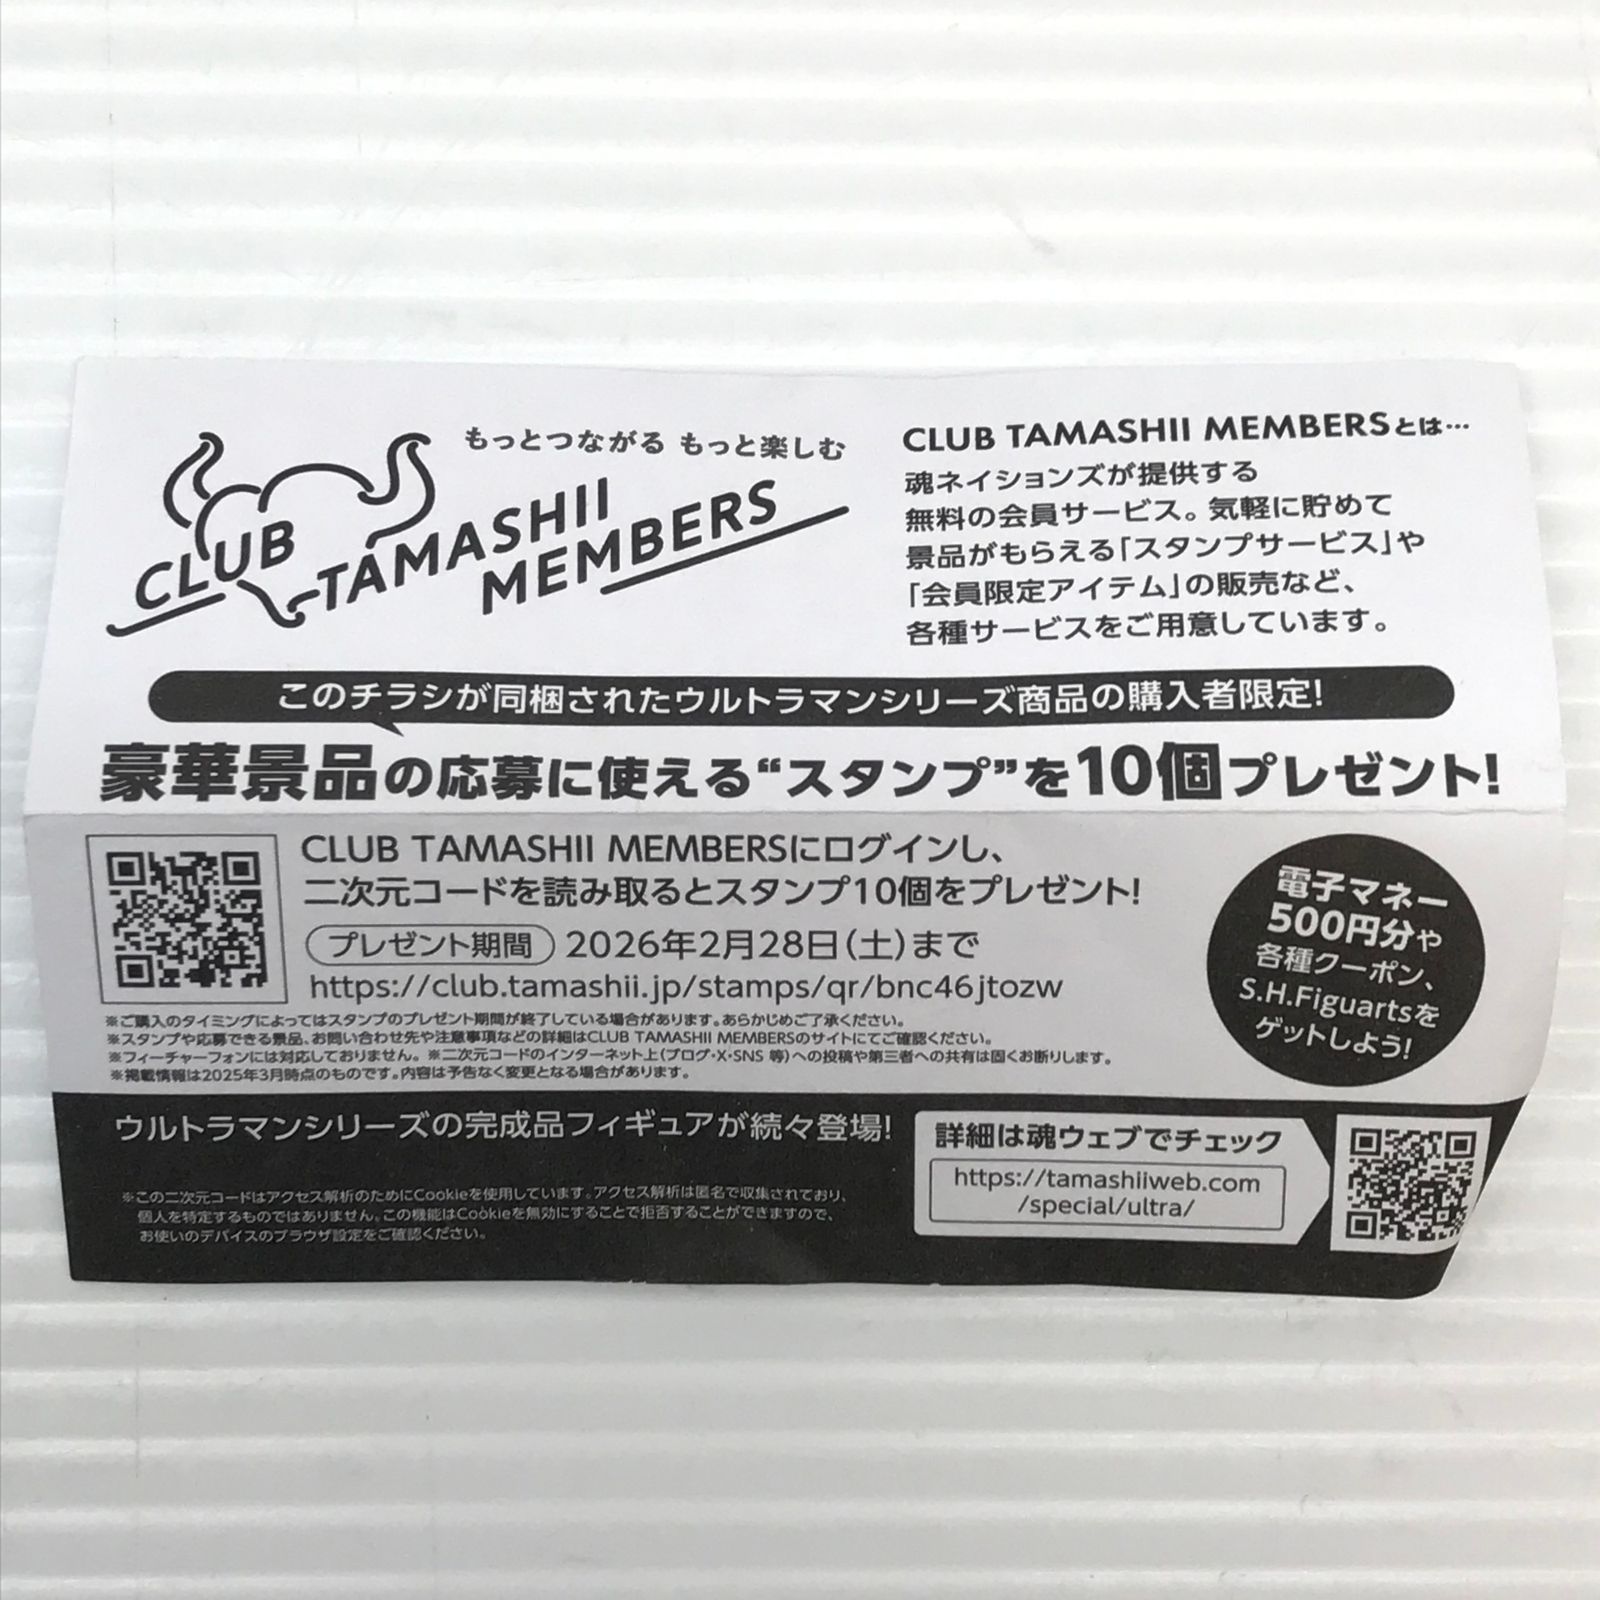 もっとつながる もっと楽しむ
CLUB TAMASHII MEMBERS
CLUB TAMASHII MEMBERSとは…
魂ネイションズが提供する
無料の会員サービス。気軽に貯めて
景品がもらえる「スタンプサービス」や
「会員限定アイテム」の販売など、
各種サービスをご用意しています。
このチラシが同梱されたウルトラマンシリーズ商品の購入者限定!
豪華景品の応募に使える“スタンプ”を10個プレゼント!
CLUB TAMASHII MEMBERSにログインし、
二次元コードを読み取るとスタンプ10個をプレゼント!
プレゼント期間 2026年2月28日(土)まで
https://club.tamashii.jp/stamps/qr/bnc46jtozw
※ご購入のタイミングによってはスタンプのプレゼント期間が終了している場合があります。あらかじめご了承ください。
※スタンプや応募できる景品、お問い合わせ先や注意事項などの詳細はCLUB TAMASHII MEMBERSのサイトにてご確認ください。
※フィーチャーフォンには対応しておりません。※二次元コードのインターネット上(ブログ・X・SNS 等)への投稿や第三者への共有は固くお断りします。
※掲載情報は2025年3月時点のものです。内容は予告なく変更となる場合があります。
電子マネー
500円分や
各種クーポン、
S.H.Figuartsを
ゲットしよう!
ウルトラマンシリーズの完成品フィギュアが続々登場!
※この二次元コードはアクセス解析のためにCookieを使用しています。アクセス解析は匿名で収集されており、
個人を特定するものではありません。この機能はCookieを無効にすることで拒否することができますので、
お使いのデバイスのブラウザ設定をご確認ください。
詳細は魂ウェブでチェック
https://tamashiiweb.com
/special/ultra/